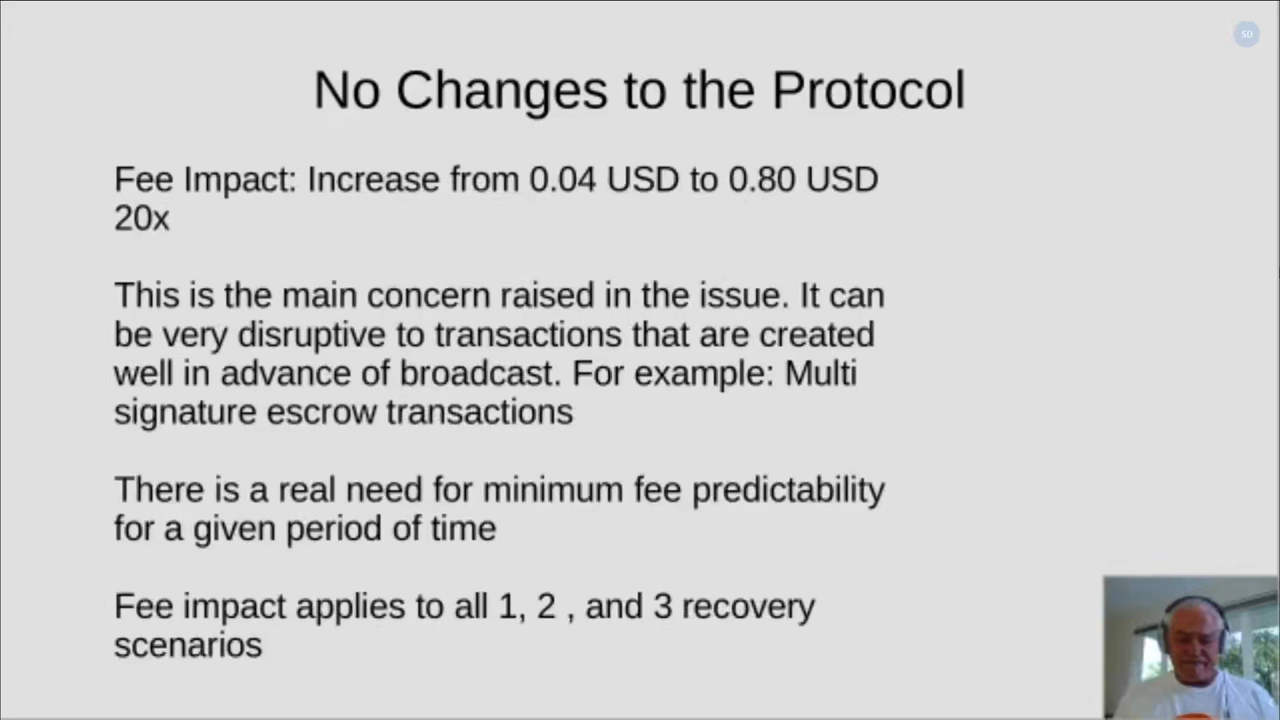 SD
No Changes to the Protocol
Fee Impact: Increase from 0.04 USD to 0.80 USD
20x
This is the main concern raised in the issue. It can
be very disruptive to transactions that are created
well in advance of broadcast. For example: Multi
signature escrow transactions
There is a real need for minimum fee predictability
for a given period of time
Fee impact applies to all 1, 2 , and 3 recovery
scenarios